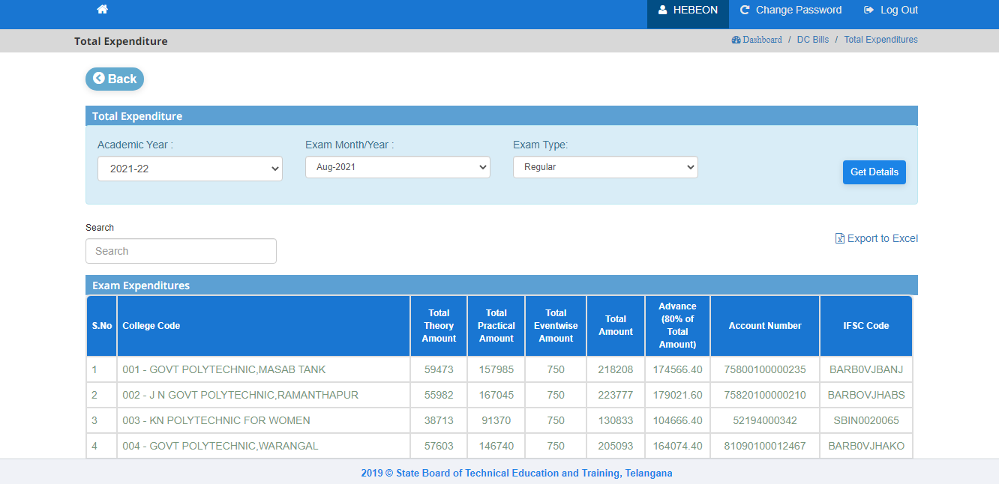 HEBEON Change Password Log Out
Total Expenditure Dashboard / DC Bills / Total Expenditures
Back
Total Expenditure
Academic Year : Exam Month/Year : Exam Type:
2021-22 Aug-2021 Regular
Get Details
Search
Export to Excel
Search
Exam Expenditures
S.No College Code Total Theory Amount Total Practical Amount Total Eventwise Amount Total Amount Advance (80% of Total Amount) Account Number IFSC Code
1 001 - GOVT POLYTECHNIC,MASAB TANK 59473 157985 750 218208 174566.40 75800100000235 BARB0VJBANJ
2 002 - J N GOVT POLYTECHNIC,RAMANTHAPUR 55982 167045 750 223777 179021.60 75820100000210 BARBOVJHABS
3 003 - KN POLYTECHNIC FOR WOMEN 38713 91370 750 130833 104666.40 52194000342 SBIN0020065
4 004 - GOVT POLYTECHNIC,WARANGAL 57603 146740 750 205093 164074.40 81090100012467 BARB0VJHAKO
2019 © State Board of Technical Education and Training, Telangana